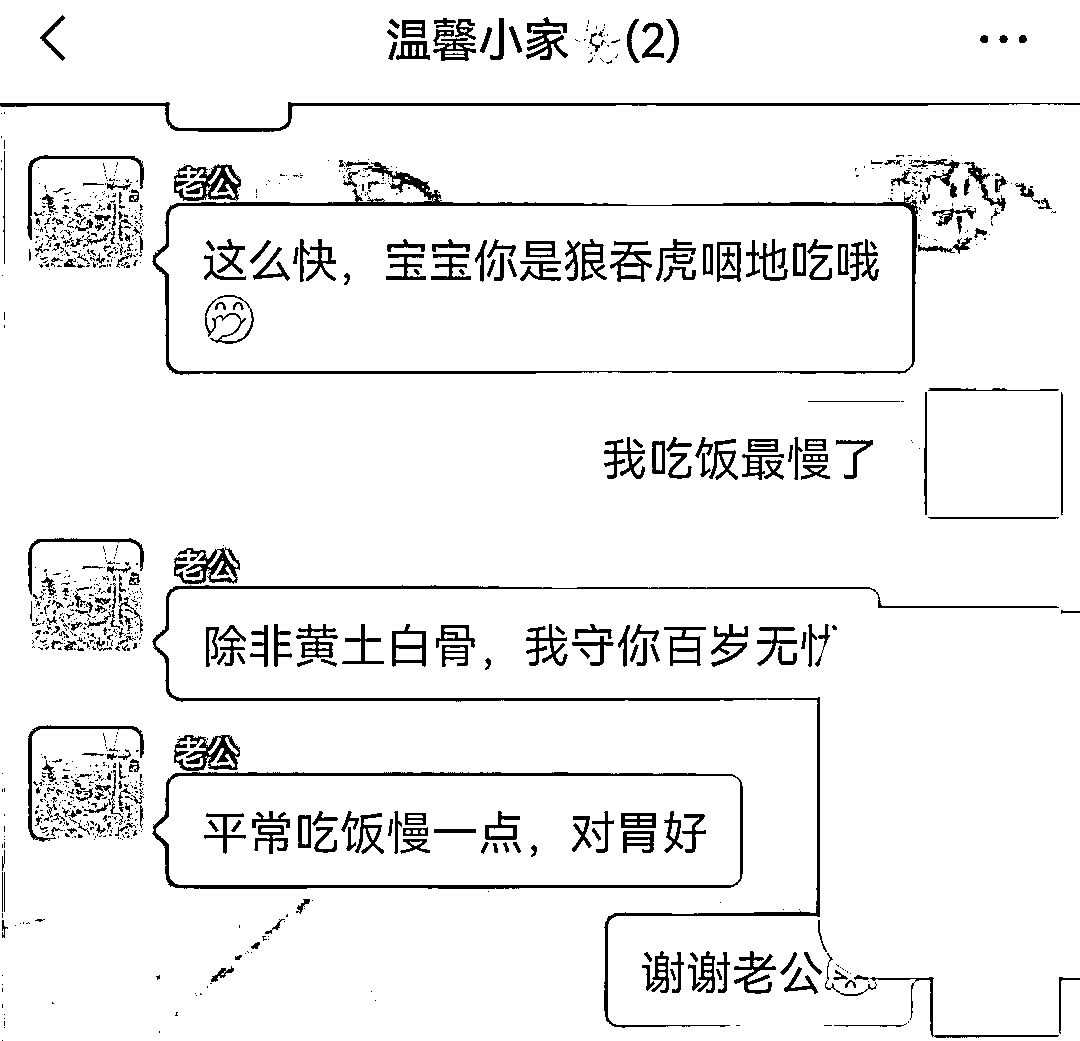 温馨小家(2)
老公
这么快，宝宝你是狼吞虎咽地吃哦
🤭
我吃饭最慢了
老公
除非黄土白骨，我守你百岁无
老公
平常吃饭慢一点，对胃好
谢谢老公